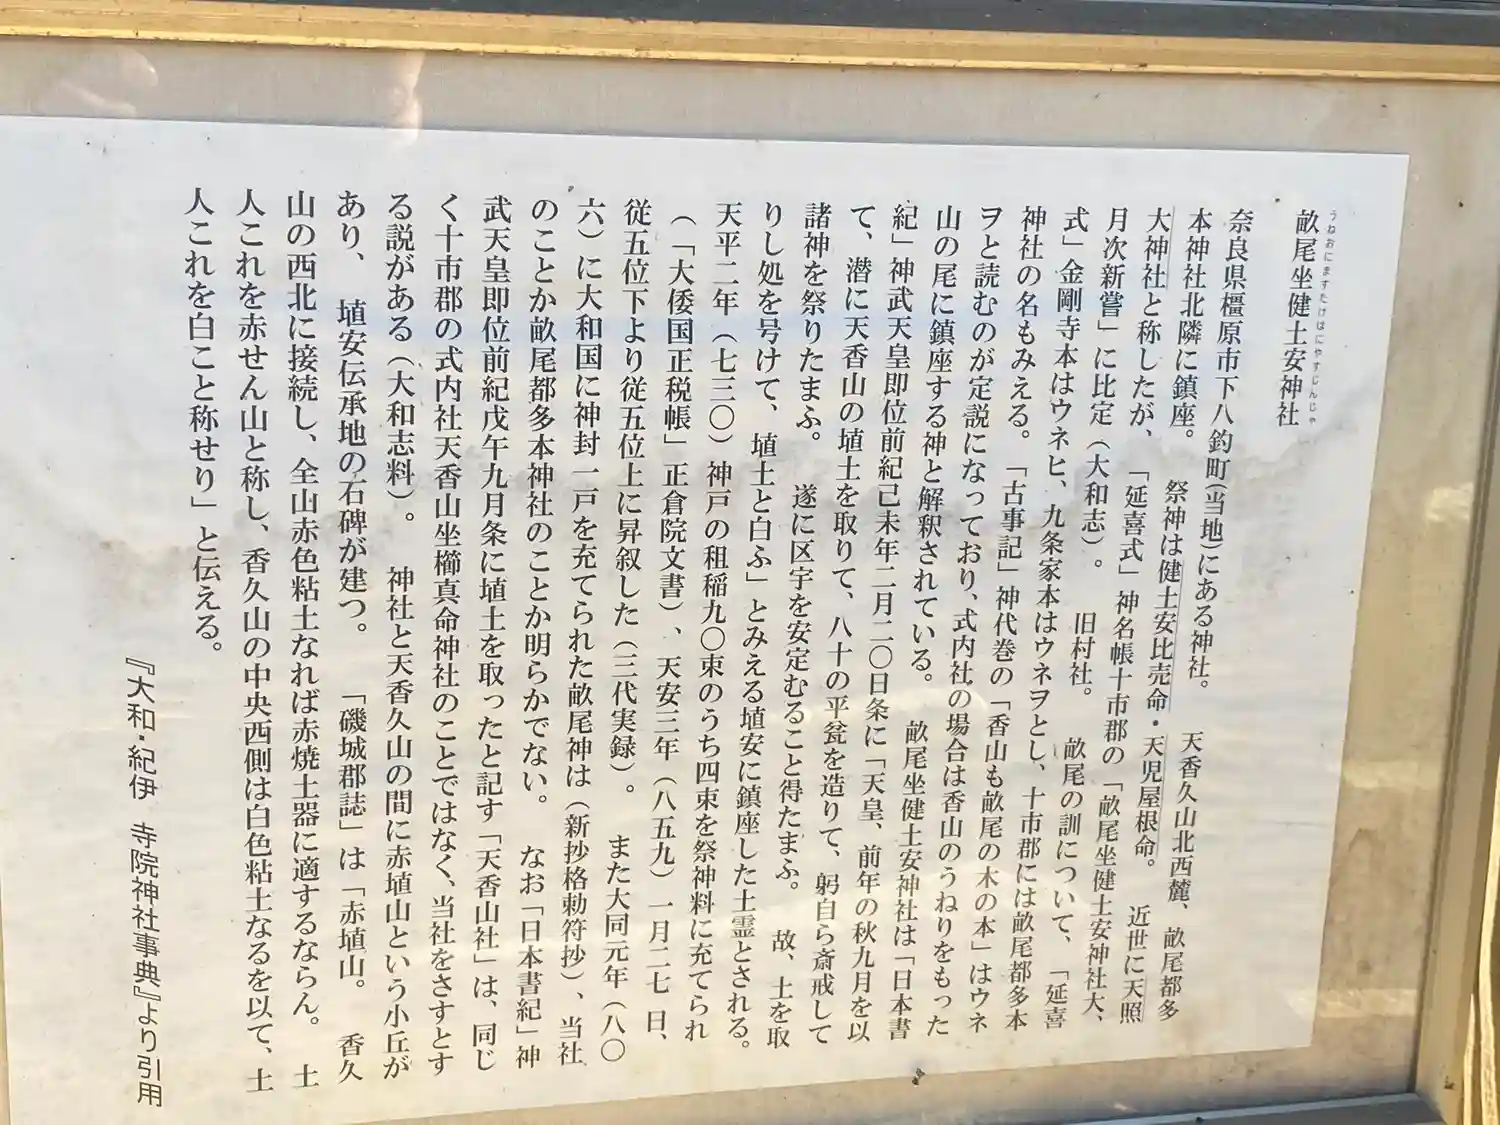 うねおにますたけはにやすじんじゃ
畝尾坐健土安神社
奈良県橿原市下八釣町(当地)にある神社。 天香久山北西麓、 畝尾都多
本神社北隣に鎮座。 祭神は健土安比売命・天児屋根命。 近世に天照
大神社と称したが、 「延喜式」神名帳十市郡の「畝尾坐健土安神社大、
月次新嘗」に比定(大和志)。 旧村社。 畝尾の訓について、 「延喜
式」金剛寺本はウネヒ、九条家本はウネヲとし、十市郡には畝尾都多本
神社の名もみえる。 「古事記」神代巻の「香山も畝尾の木の本」はウネ
ヲと読むのが定説になっており、式内社の場合は香山のうねりをもった
山の尾に鎮座する神と解釈されている。 畝尾坐健土安神社は「日本書
紀」神武天皇即位前紀己未年二月二〇日条に「天皇、前年の秋九月を以
て、潜に天香山の埴土を取りて、八十の平瓮を造りて、躬自ら斎戒して
諸神を祭りたまふ。 遂に区宇を安定むること得たまふ。 故、土を取
りし処を号けて、埴土と白ふ」とみえる埴安に鎮座した土霊とされる。
天平二年(七三〇)神戸の租稲九〇束のうち四束を祭神料に充てられ
(「大倭国正税帳」正倉院文書)、天安三年(八五九)一月二七日、
従五位下より従五位上に昇叙した(三代実録)。 また大同元年(八〇
六)に大和国に神封一戸を充てられた畝尾神は(新抄格勅符抄)、当社
のことか畝尾都多本神社のことか明らかでない。 なお「日本書紀」神
武天皇即位前紀戊午年九月条に埴土を取ったと記す「天香山社」は、同じ
く十市郡の式内社天香山坐櫛真命神社のことではなく、当社をさすとす
る説がある(大和志料)。 神社と天香久山の間に赤埴山という小丘が
あり、 埴安伝承地の石碑が建つ。 「磯城郡誌」は「赤埴山。 香久
山の西北に接続し、全山赤色粘土なれば赤焼土器に適するならん。 土
人これを赤せん山と称し、香久山の中央西側は白色粘土なるを以て、土
人これを白こと称せり」と伝える。
『大和・紀伊 寺院神社事典』より引用